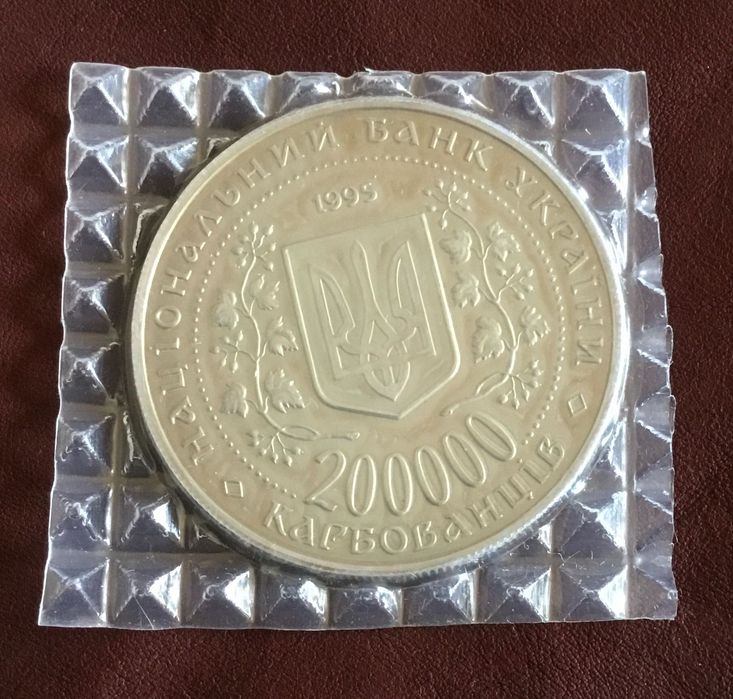 НАЦІОНАЛЬНИЙ БАНК УКРАЇНИ
1995
200000
КАРБОВАНЦІВ